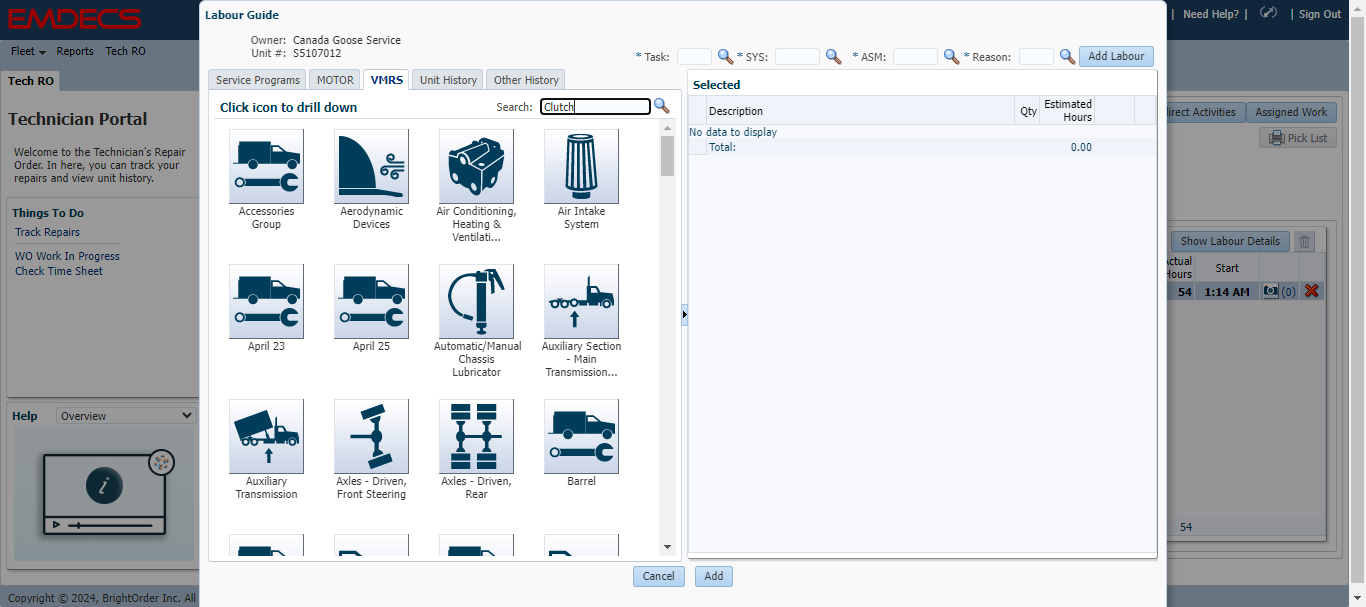 EMDECS
Need Help? |
| Sign Out
Fleet
Reports
Tech RO
Tech RO
Technician Portal
Welcome to the Technician's Repair
Order. In here, you can track your
repairs and view unit history.
Things To Do
Track Repairs
WO Work In Progress
Check Time Sheet
Help
Overview
Copyright © 2024, BrightOrder Inc. All
Labour Guide
Owner: Canada Goose Service
Unit #: S5107012
* Task:
* SYS:
* ASM:
* Reason:
Add Labour
Service Programs
MOTOR
VMRS
Unit History
Other History
Click icon to drill down
Search:
Clutch
Accessories
Group
Aerodynamic
Devices
Air Conditioning,
Heating &
Ventilati...
Air Intake
System
April 23
April 25
Automatic/Manual
Chassis
Lubricator
Auxiliary Section
- Main
Transmission...
Auxiliary
Transmission
Axles - Driven,
Front Steering
Axles - Driven,
Rear
Barrel
Selected
Description
Qty
Estimated
Hours
No data to display
Total:
0.00
Cancel
Add
Activities
Assigned Work
Pick List
Show Labour Details
Hours
Start
54
1:14 AM
(0)
54